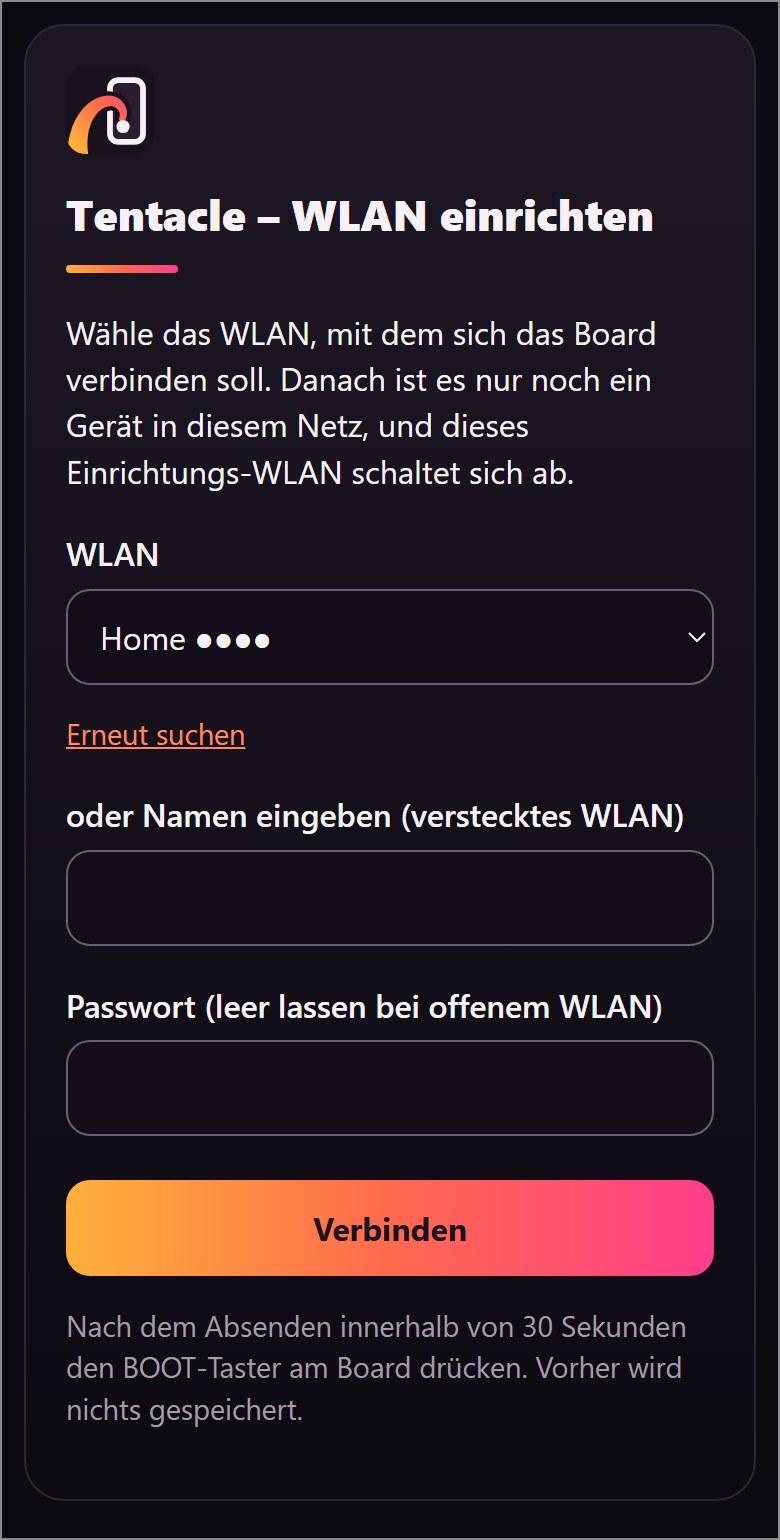 Tentacle – WLAN einrichten
Wähle das WLAN, mit dem sich das Board
verbinden soll. Danach ist es nur noch ein
Gerät in diesem Netz, und dieses
Einrichtungs-WLAN schaltet sich ab.
WLAN
Home ●●●●
Erneut suchen
oder Namen eingeben (verstecktes WLAN)
Passwort (leer lassen bei offenem WLAN)
Verbinden
Nach dem Absenden innerhalb von 30 Sekunden
den BOOT-Taster am Board drücken. Vorher wird
nichts gespeichert.